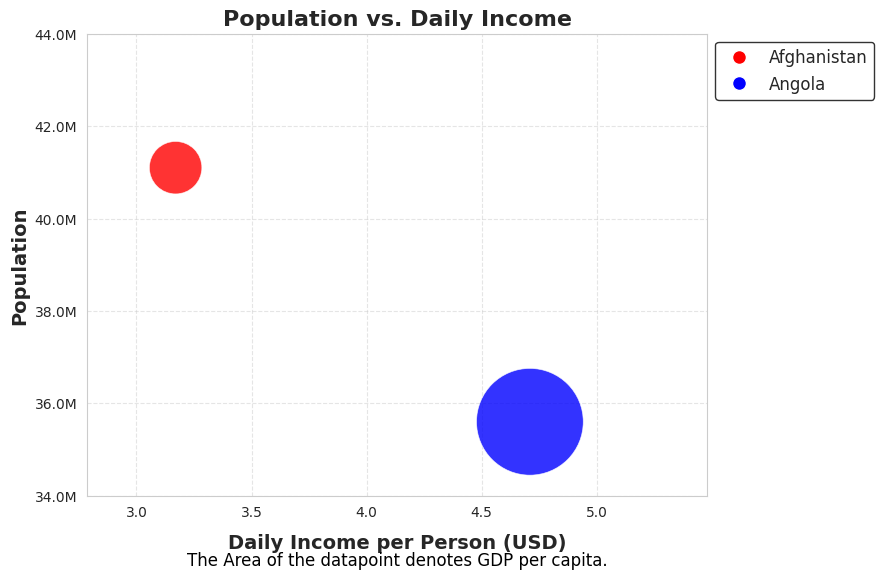 Population vs. Daily Income
44.0M
42.0M
40.0M
38.0M
36.0M
34.0M
Population
3.0
3.5
4.0
4.5
5.0
Daily Income per Person (USD)
The Area of the datapoint denotes GDP per capita.
Afghanistan
Angola